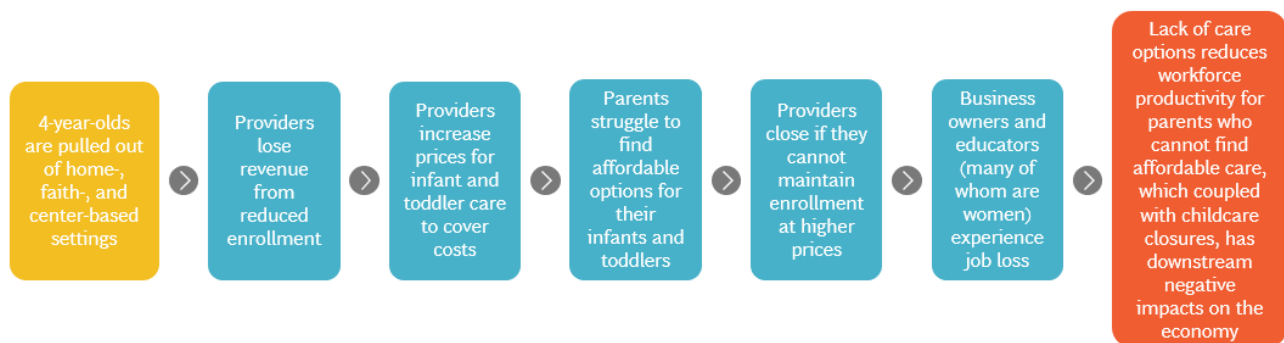 4-year-olds
are pulled out
of home-,
faith-, and
center-based
settings
Providers
lose
revenue
from
reduced
enrollment
Providers
increase
prices for
infant and
toddler care
to cover
costs
Parents
struggle to
find
affordable
options for
their
infants and
toddlers
Providers
close if they
cannot
maintain
enrollment
at higher
prices
Business
owners and
educators
(many of
whom are
women)
experience
job loss
Lack of care
options reduces
workforce
productivity for
parents who
cannot find
affordable care,
which coupled
with childcare
closures, has
downstream
negative
impacts on the
economy